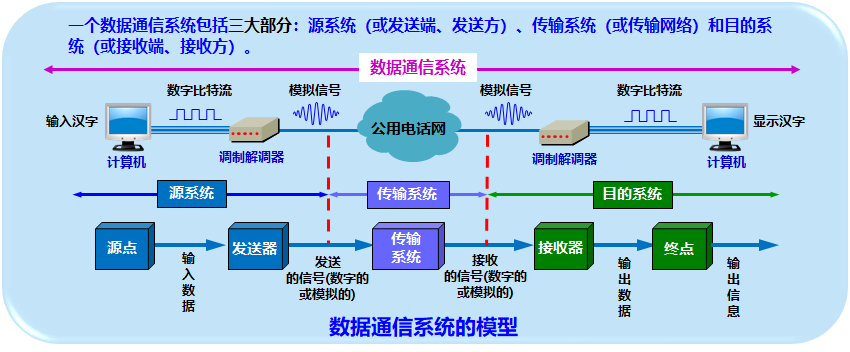 一个数据通信系统包括三大部分：源系统（或发送端、发送方）、传输系统（或传输网络）和目的系
统（或接收端、接收方）。
数据通信系统
数字比特流
模拟信号
模拟信号
数字比特流
输入汉字
公用电话网
显示汉字
计算机
调制解调器
调制解调器
计算机
源系统
传输系统
目的系统
源点
发送器
传输
系统
接收器
终点
输
入
数
据
发送
的信号(数字的
或模拟的)
接收
的信号(数字的
或模拟的)
输
出
数
据
输
出
信
息
数据通信系统的模型